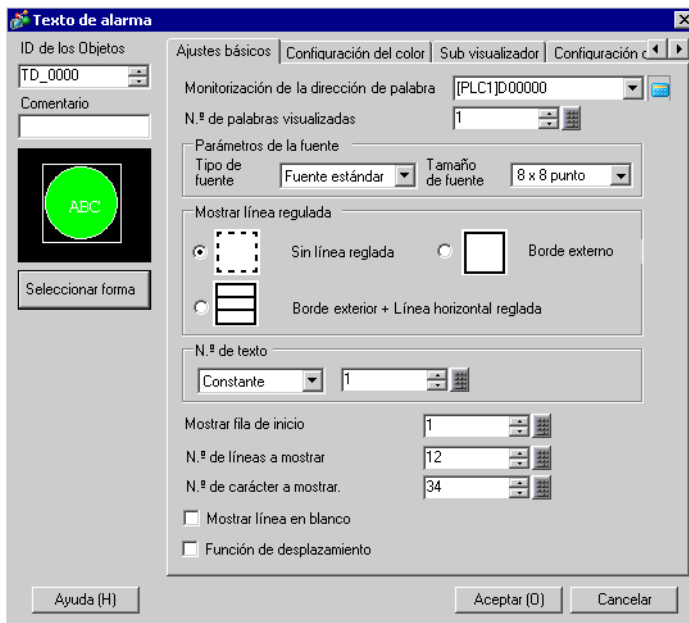 Texto de alarma
ID de los Objetos
TD_0000
Comentario
ABC
Seleccionar forma
Ajustes básicos
Configuración del color
Sub visualizador
Configuración
Monitorización de la dirección de palabra
[PLC1]D00000
N.º de palabras visualizadas
1
Parámetros de la fuente
Tipo de
fuente
Fuente estándar
Tamaño
de fuente
8 x 8 punto
Mostrar línea regulada
Sin línea reglada
Borde externo
Borde exterior + Línea horizontal reglada
N.º de texto
Constante
1
Mostrar fila de inicio
1
N.º de líneas a mostrar
12
N.º de carácter a mostrar.
34
Mostrar línea en blanco
Función de desplazamiento
Ayuda (H)
Aceptar (O)
Cancelar